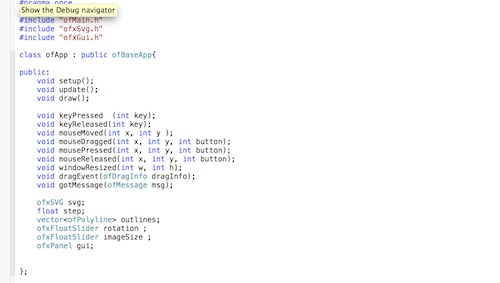 #pragma once
Show the Debug navigator
#include "ofMain.h"
#include "ofxSvg.h"
#include "ofxGui.h"
class ofApp : public ofBaseApp{
public:
void setup();
void update();
void draw();
void keyPressed  (int key);
void keyReleased(int key);
void mouseMoved(int x, int y );
void mouseDragged(int x, int y, int button);
void mousePressed(int x, int y, int button);
void mouseReleased(int x, int y, int button);
void windowResized(int w, int h);
void dragEvent(ofDragInfo dragInfo);
void gotMessage(ofMessage msg);
ofxSVG svg;
float step;
vector<ofPolyline> outlines;
ofxFloatSlider rotation ;
ofxFloatSlider imageSize ;
ofxPanel gui;
};